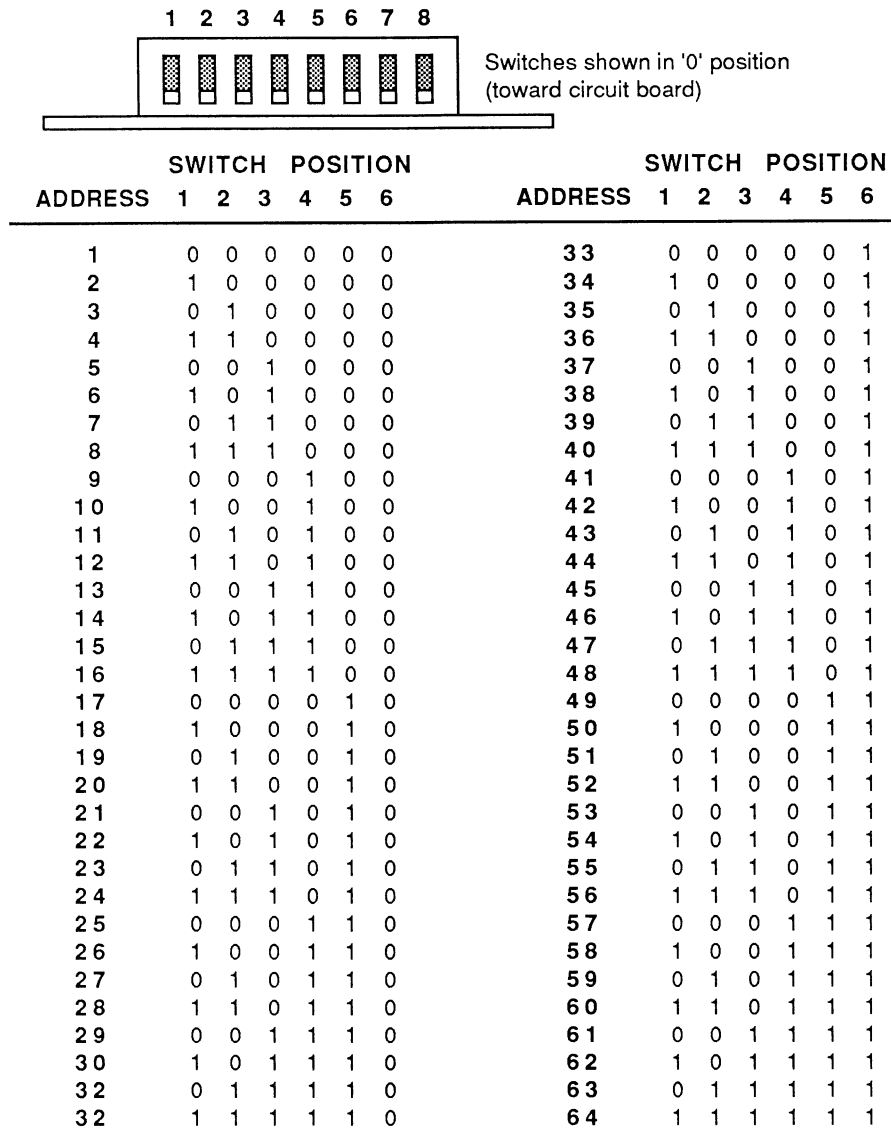 1 2 3 4 5 6 7 8
Switches shown in '0' position
(toward circuit board)
SWITCH POSITION SWITCH POSITION
ADDRESS 1 2 3 4 5 6 ADDRESS 1 2 3 4 5 6
1 0 0 0 0 0 0 33 0 0 0 0 0 1
2 1 0 0 0 0 0 34 1 0 0 0 0 1
3 0 1 0 0 0 0 35 0 1 0 0 0 1
4 1 1 0 0 0 0 36 1 1 0 0 0 1
5 0 0 1 0 0 0 37 0 0 1 0 0 1
6 1 0 1 0 0 0 38 1 0 1 0 0 1
7 0 1 1 0 0 0 39 0 1 1 0 0 1
8 1 1 1 0 0 0 40 1 1 1 0 0 1
9 0 0 0 1 0 0 41 0 0 0 1 0 1
10 1 0 0 1 0 0 42 1 0 0 1 0 1
11 0 1 0 1 0 0 43 0 1 0 1 0 1
12 1 1 0 1 0 0 44 1 1 0 1 0 1
13 0 0 1 1 0 0 45 0 0 1 1 0 1
14 1 0 1 1 0 0 46 1 0 1 1 0 1
15 0 1 1 1 0 0 47 0 1 1 1 0 1
16 1 1 1 1 0 0 48 1 1 1 1 0 1
17 0 0 0 0 1 0 49 0 0 0 0 1 1
18 1 0 0 0 1 0 50 1 0 0 0 1 1
19 0 1 0 0 1 0 51 0 1 0 0 1 1
20 1 1 0 0 1 0 52 1 1 0 0 1 1
21 0 0 1 0 1 0 53 0 0 1 0 1 1
22 1 0 1 0 1 0 54 1 0 1 0 1 1
23 0 1 1 0 1 0 55 0 1 1 0 1 1
24 1 1 1 0 1 0 56 1 1 1 0 1 1
25 0 0 0 1 1 0 57 0 0 0 1 1 1
26 1 0 0 1 1 0 58 1 0 0 1 1 1
27 0 1 0 1 1 0 59 0 1 0 1 1 1
28 1 1 0 1 1 0 60 1 1 0 1 1 1
29 0 0 1 1 1 0 61 0 0 1 1 1 1
30 1 0 1 1 1 0 62 1 0 1 1 1 1
32 0 1 1 1 1 0 63 0 1 1 1 1 1
32 1 1 1 1 1 0 64 1 1 1 1 1 1